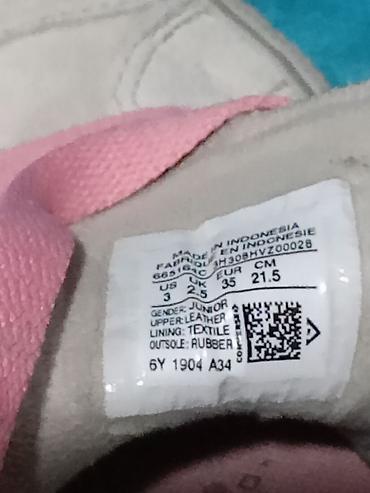 MADE IN INDONESIA
FABRIQUÉ EN INDONESIE
US UK EUR CM
3 2.5 35 21.5
GENDER: JUNIOR
UPPER: LEATHER
LINING: TEXTILE
OUTSOLE: RUBBER
6Y 1904 A34